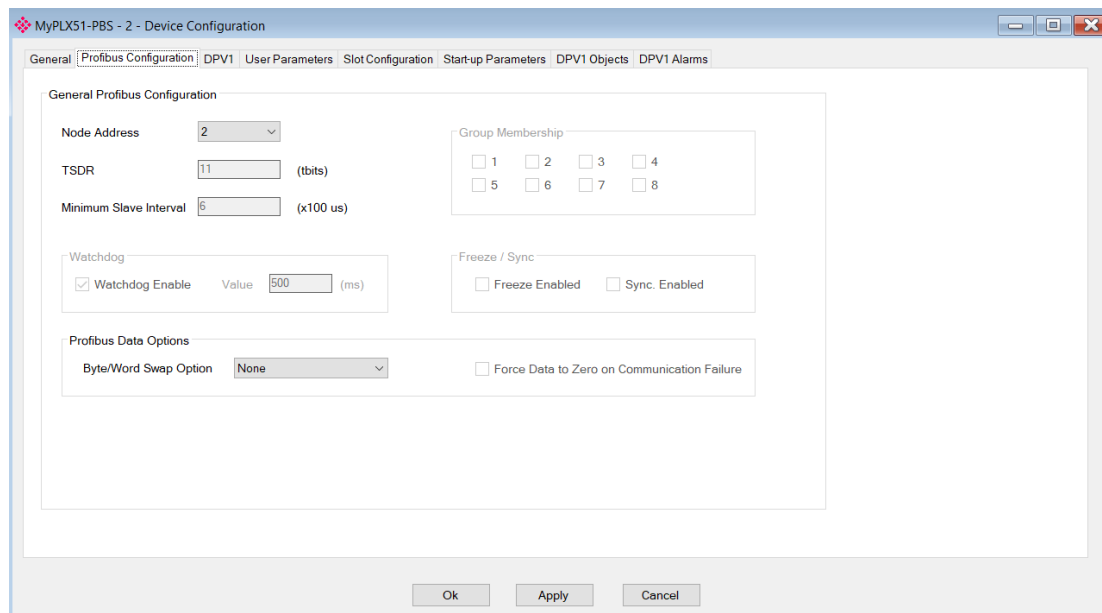 MyPLX51-PBS - 2 - Device Configuration
General Profibus Configuration DPV1 User Parameters Slot Configuration Start-up Parameters DPV1 Objects DPV1 Alarms
General Profibus Configuration
Node Address 2
TSDR 11 (tbits)
Minimum Slave Interval 6 (x100 us)
Group Membership
1 2 3 4
5 6 7 8
Watchdog
Watchdog Enable Value 500 (ms)
Freeze / Sync
Freeze Enabled Sync. Enabled
Profibus Data Options
Byte/Word Swap Option None Force Data to Zero on Communication Failure
Ok Apply Cancel